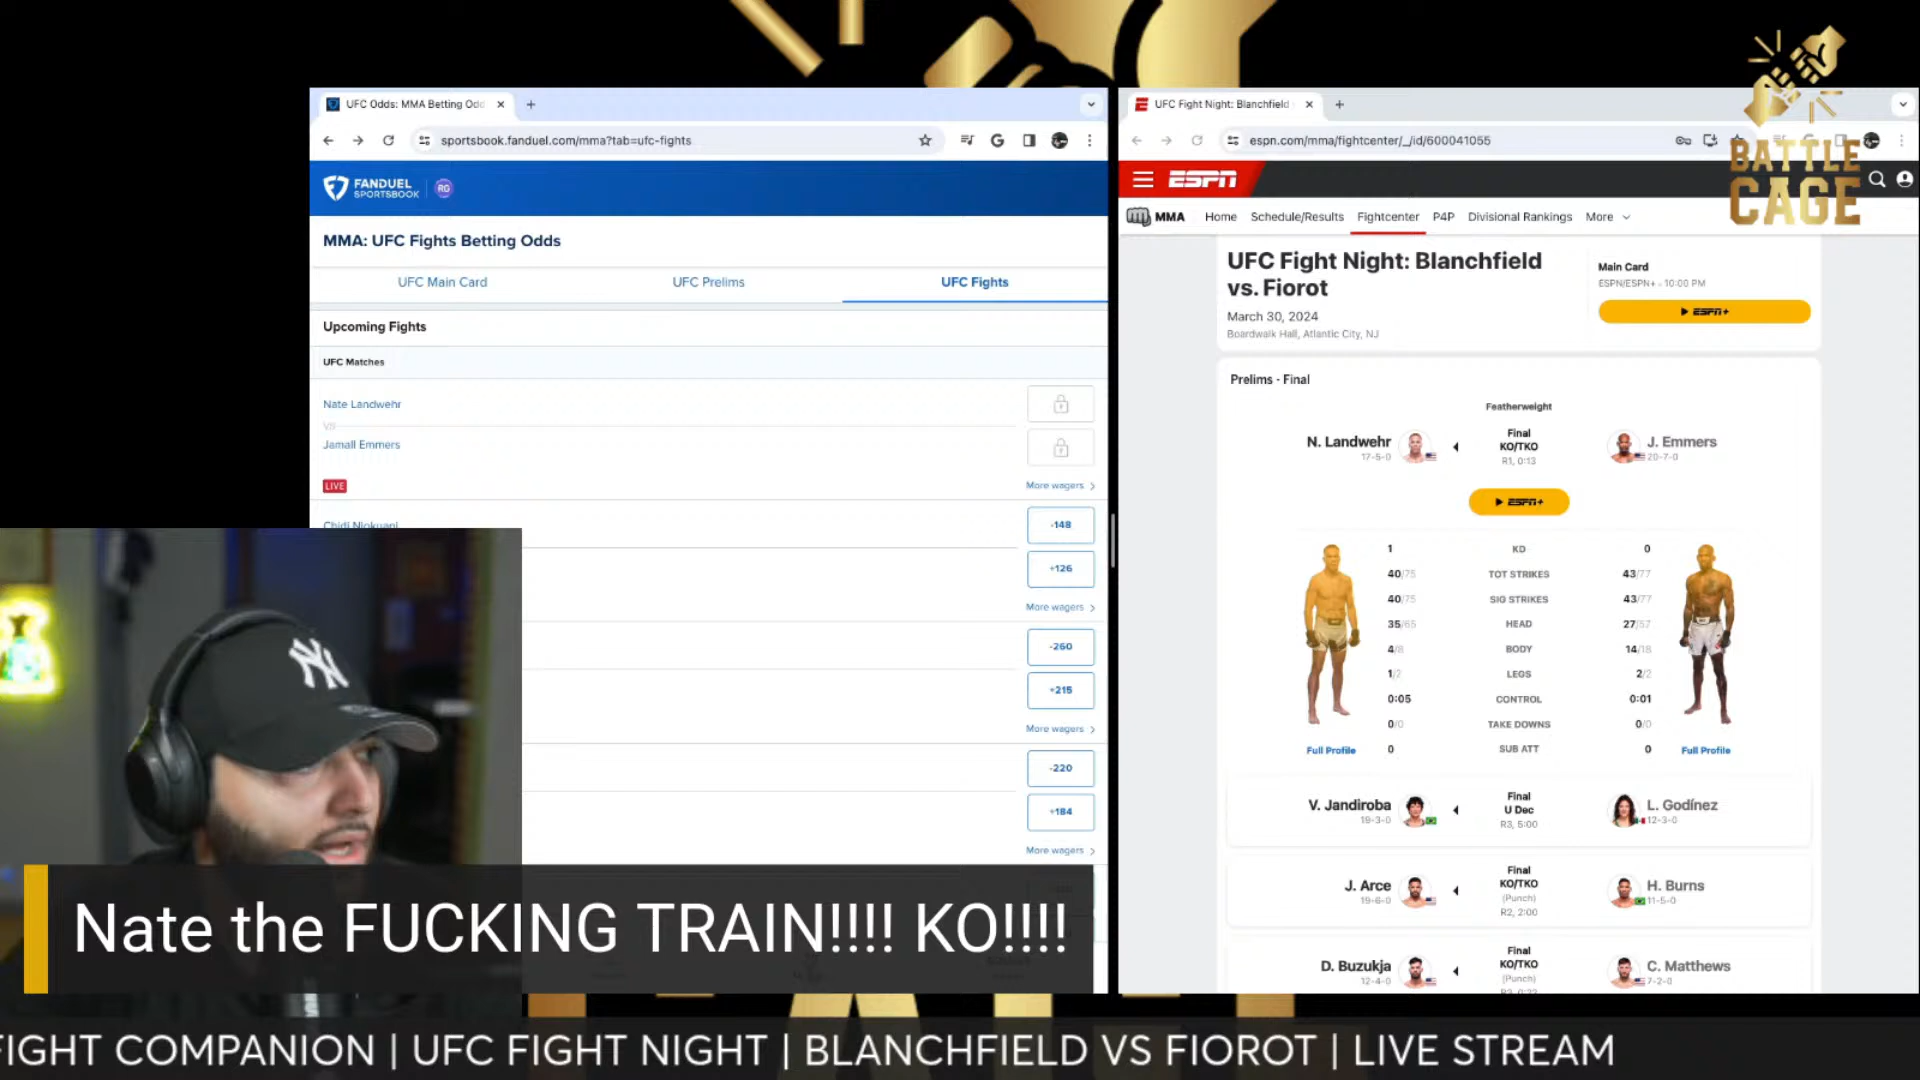 UFC Odds: MMA Betting Odd
sportsbook.fanduel.com/mma?tab=ufc-fights
FANDUEL
SPORTSBOOK
RG
MMA: UFC Fights Betting Odds
UFC Main Card
UFC Prelims
UFC Fights
Upcoming Fights
UFC Matches
Nate Landwehr
VS
Jamall Emmers
LIVE
More wagers
Chidi Njokuani
-148
+126
More wagers
-260
+215
More wagers
-220
+184
More wagers
UFC Fight Night: Blanchfield
espn.com/mma/fightcenter/_/id/600041055
BATTLE
CAGE
ESPN
MMA
Home
Schedule/Results
Fightcenter
P4P
Divisional Rankings
More
UFC Fight Night: Blanchfield
vs. Fiorot
March 30, 2024
Boardwalk Hall, Atlantic City, NJ
Main Card
ESPN/ESPN+ - 10:00 PM
ESPN+
Prelims - Final
Featherweight
N. Landwehr
17-5-0
Final
KO/TKO
R1, 0:13
J. Emmers
20-7-0
ESPN+
1 KD 0
40/75 TOT STRIKES 43/77
40/75 SIG STRIKES 43/77
35/65 HEAD 27/57
4/8 BODY 14/18
1/2 LEGS 2/2
0:05 CONTROL 0:01
0/0 TAKE DOWNS 0/0
Full Profile 0 SUB ATT 0 Full Profile
V. Jandiroba
19-3-0
Final
U Dec
R3, 5:00
L. Godínez
12-3-0
J. Arce
19-6-0
Final
KO/TKO
(Punch)
R2, 2:00
H. Burns
11-5-0
D. Buzukja
12-4-0
Final
KO/TKO
(Punch)
C. Matthews
7-2-0
NY
Nate the FUCKING TRAIN!!!! KO!!!!
FIGHT COMPANION | UFC FIGHT NIGHT | BLANCHFIELD VS FIOROT | LIVE STREAM